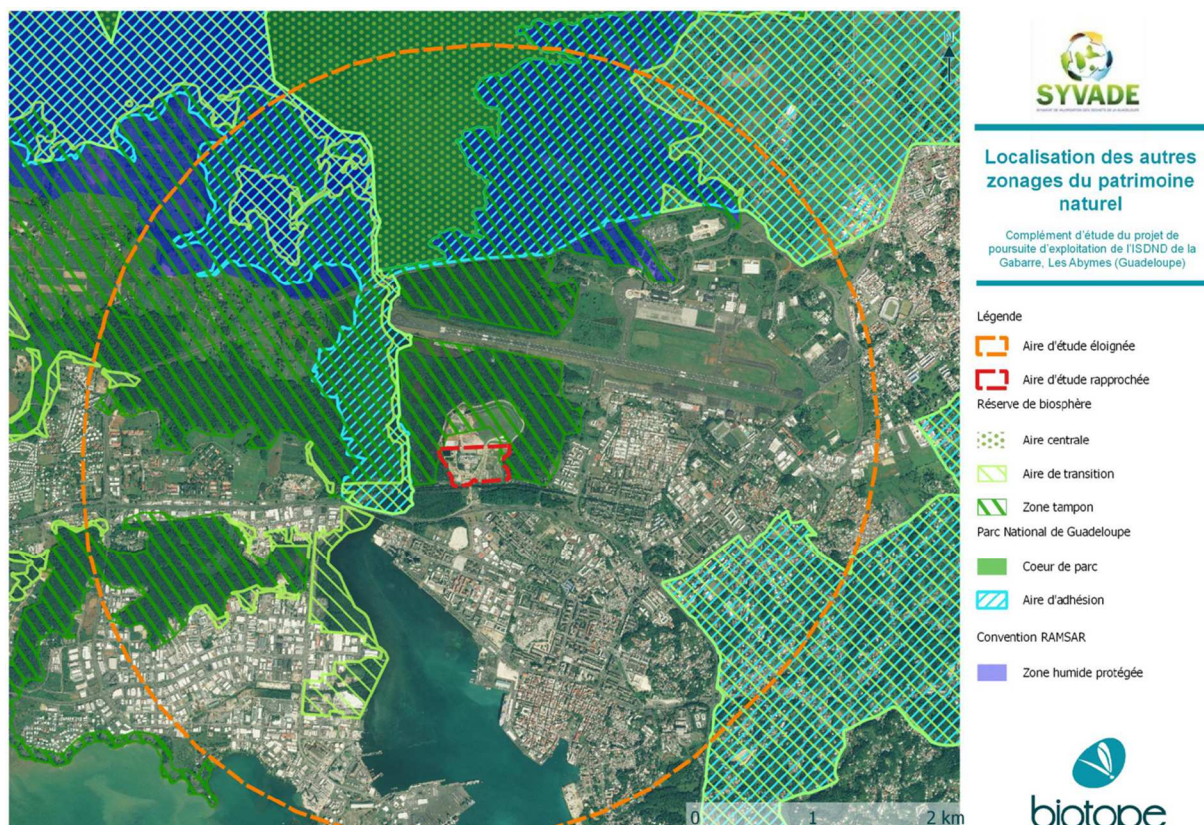 N
SYVADE
Localisation des autres
zonages du patrimoine
naturel
Complément d'étude du projet de
poursuite d'exploitation de l'ISDND de la
Gabarre, Les Abymes (Guadeloupe)
Légende
Aire d'étude éloignée
Aire d'étude rapprochée
Réserve de biosphère
Aire centrale
Aire de transition
Zone tampon
Parc National de Guadeloupe
Coeur de parc
Aire d'adhésion
Convention RAMSAR
Zone humide protégée
biotope
0 1 2 km